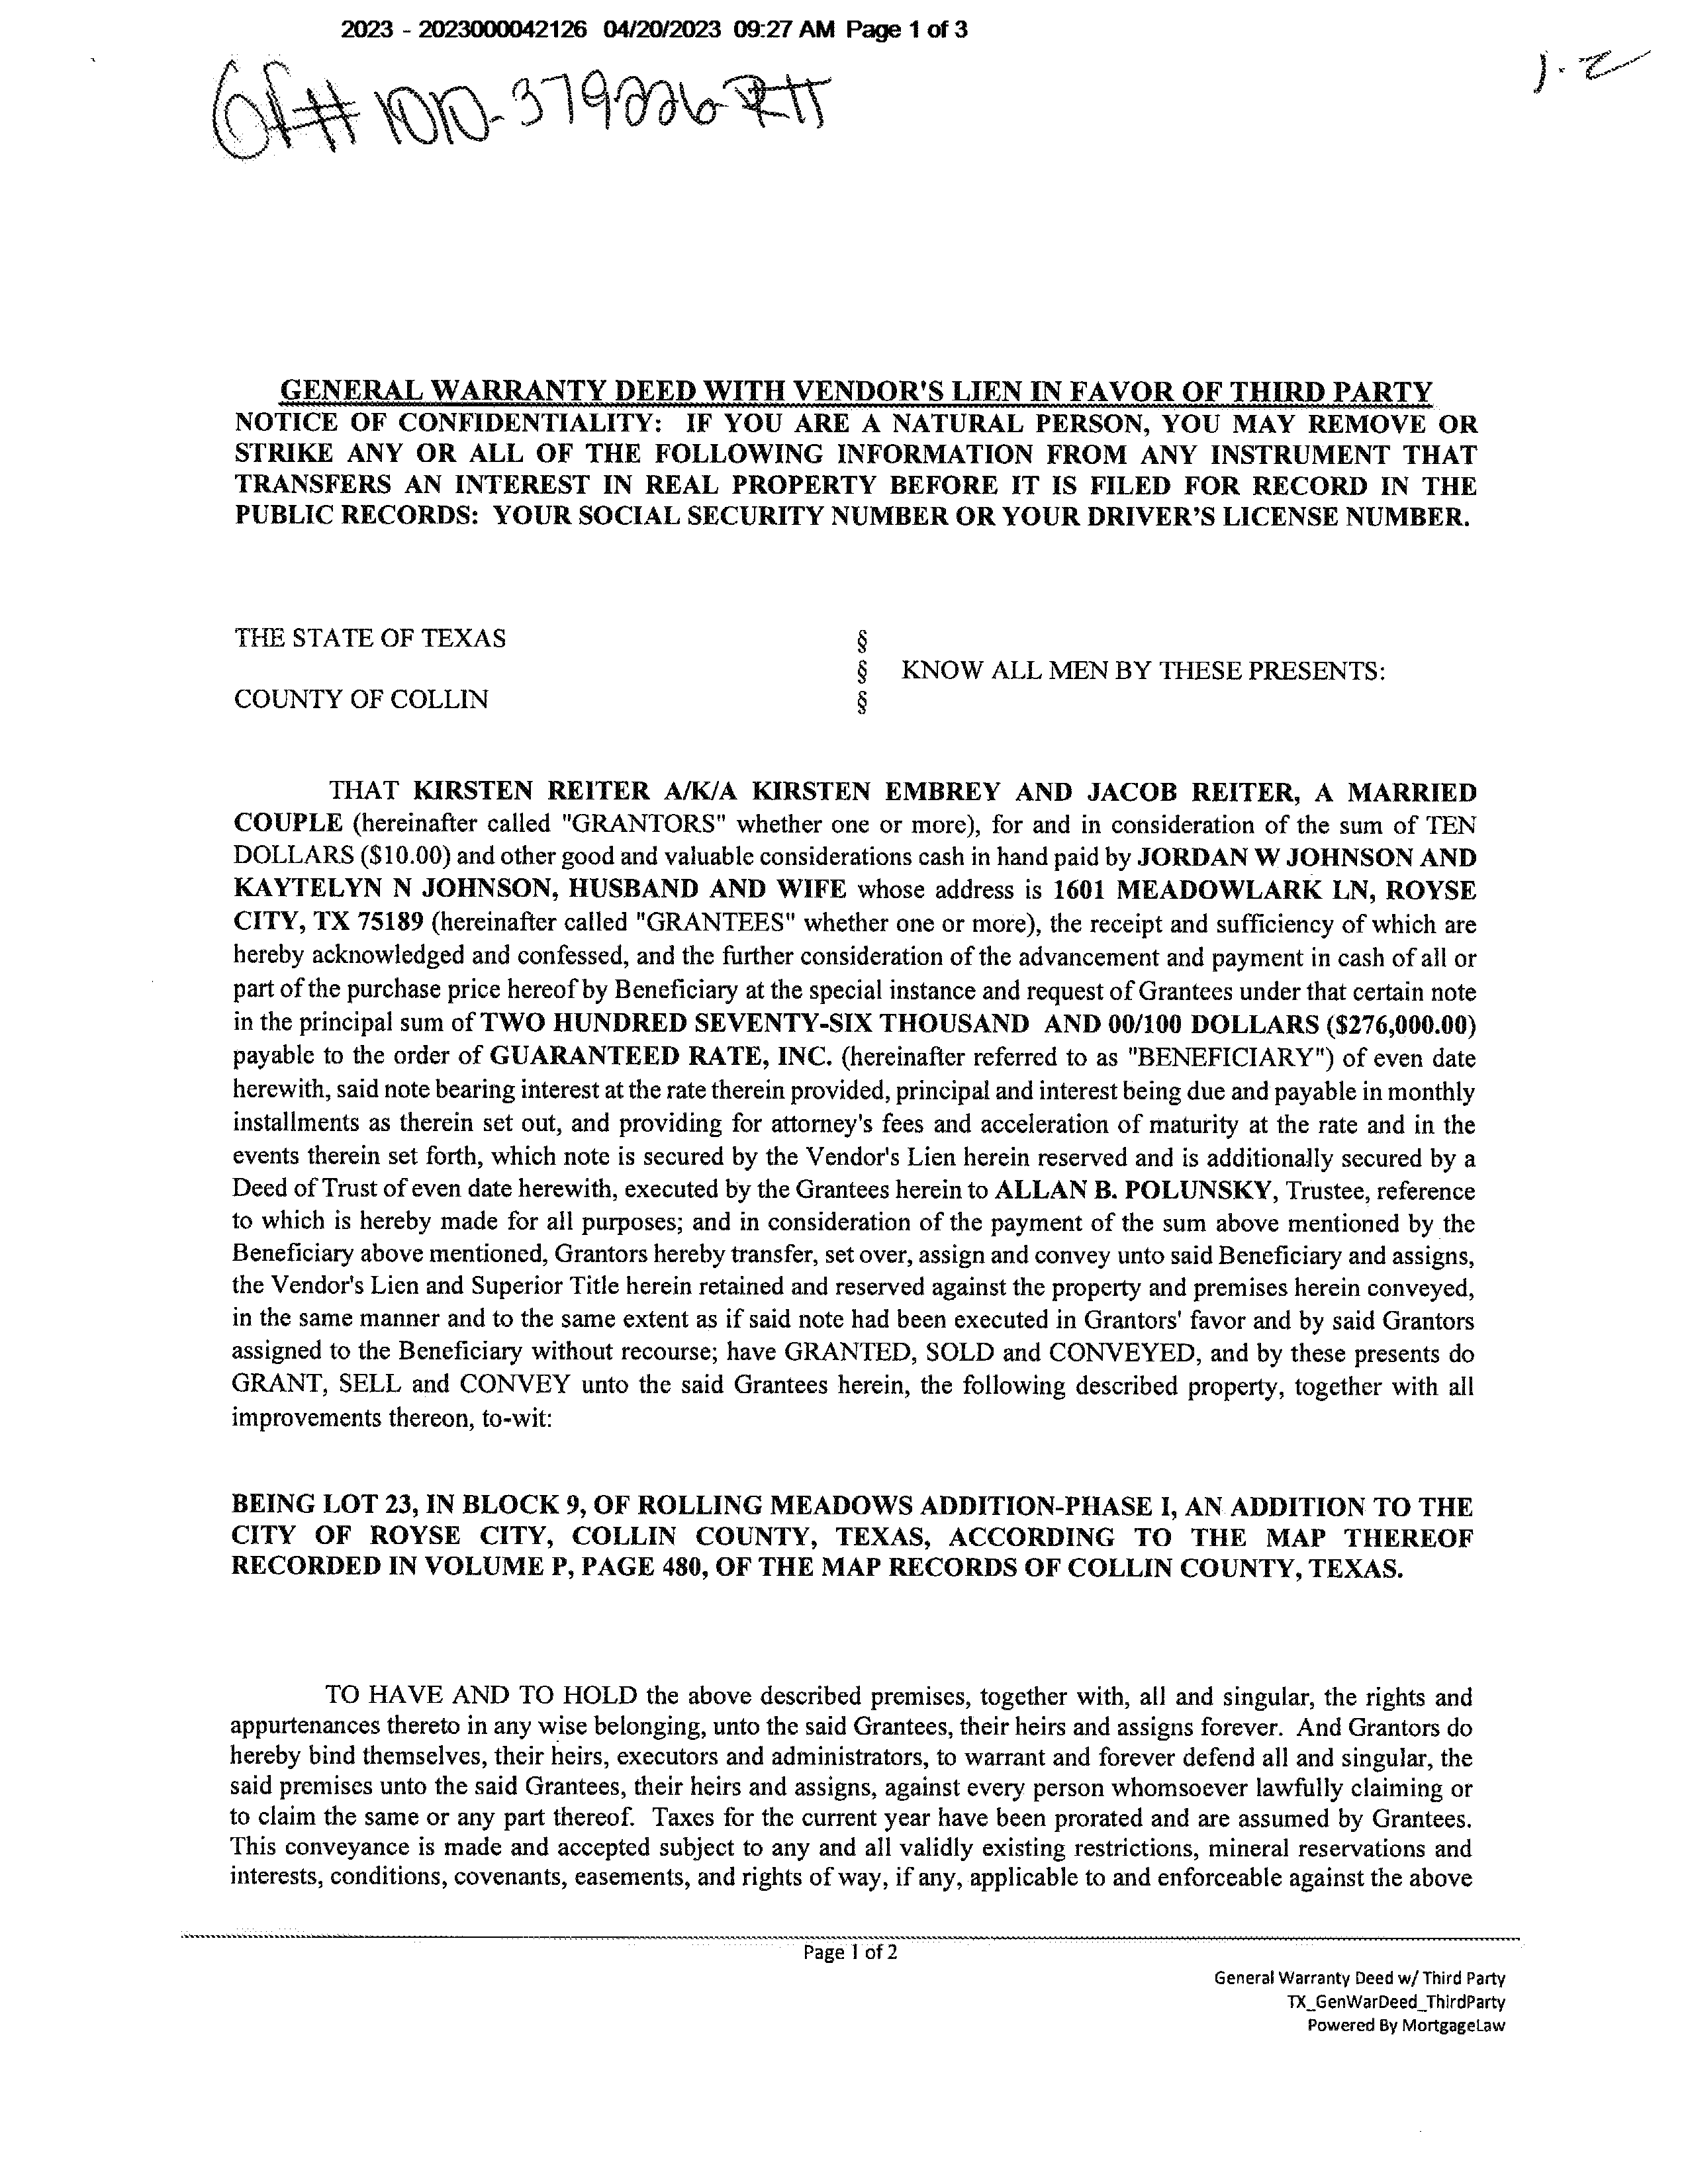 2023 - 2023000042126 04/20/2023 09:27 AM Page 1 of 3
Gf# 1010-379226-RTT
1-2
GENERAL WARRANTY DEED WITH VENDOR'S LIEN IN FAVOR OF THIRD PARTY
NOTICE OF CONFIDENTIALITY: IF YOU ARE A NATURAL PERSON, YOU MAY REMOVE OR
STRIKE ANY OR ALL OF THE FOLLOWING INFORMATION FROM ANY INSTRUMENT THAT
TRANSFERS AN INTEREST IN REAL PROPERTY BEFORE IT IS FILED FOR RECORD IN THE
PUBLIC RECORDS: YOUR SOCIAL SECURITY NUMBER OR YOUR DRIVER'S LICENSE NUMBER.
THE STATE OF TEXAS §
§ KNOW ALL MEN BY THESE PRESENTS:
COUNTY OF COLLIN §
THAT KIRSTEN REITER A/K/A KIRSTEN EMBREY AND JACOB REITER, A MARRIED
COUPLE (hereinafter called "GRANTORS" whether one or more), for and in consideration of the sum of TEN
DOLLARS ($10.00) and other good and valuable considerations cash in hand paid by JORDAN W JOHNSON AND
KAYTELYN N JOHNSON, HUSBAND AND WIFE whose address is 1601 MEADOWLARK LN, ROYSE
CITY, TX 75189 (hereinafter called "GRANTEES" whether one or more), the receipt and sufficiency of which are
hereby acknowledged and confessed, and the further consideration of the advancement and payment in cash of all or
part of the purchase price hereof by Beneficiary at the special instance and request of Grantees under that certain note
in the principal sum of TWO HUNDRED SEVENTY-SIX THOUSAND AND 00/100 DOLLARS ($276,000.00)
payable to the order of GUARANTEED RATE, INC. (hereinafter referred to as "BENEFICIARY") of even date
herewith, said note bearing interest at the rate therein provided, principal and interest being due and payable in monthly
installments as therein set out, and providing for attorney's fees and acceleration of maturity at the rate and in the
events therein set forth, which note is secured by the Vendor's Lien herein reserved and is additionally secured by a
Deed of Trust of even date herewith, executed by the Grantees herein to ALLAN B. POLUNSKY, Trustee, reference
to which is hereby made for all purposes; and in consideration of the payment of the sum above mentioned by the
Beneficiary above mentioned, Grantors hereby transfer, set over, assign and convey unto said Beneficiary and assigns,
the Vendor's Lien and Superior Title herein retained and reserved against the property and premises herein conveyed,
in the same manner and to the same extent as if said note had been executed in Grantors' favor and by said Grantors
assigned to the Beneficiary without recourse; have GRANTED, SOLD and CONVEYED, and by these presents do
GRANT, SELL and CONVEY unto the said Grantees herein, the following described property, together with all
improvements thereon, to-wit:
BEING LOT 23, IN BLOCK 9, OF ROLLING MEADOWS ADDITION-PHASE I, AN ADDITION TO THE
CITY OF ROYSE CITY, COLLIN COUNTY, TEXAS, ACCORDING TO THE MAP THEREOF
RECORDED IN VOLUME P, PAGE 480, OF THE MAP RECORDS OF COLLIN COUNTY, TEXAS.
TO HAVE AND TO HOLD the above described premises, together with, all and singular, the rights and
appurtenances thereto in any wise belonging, unto the said Grantees, their heirs and assigns forever. And Grantors do
hereby bind themselves, their heirs, executors and administrators, to warrant and forever defend all and singular, the
said premises unto the said Grantees, their heirs and assigns, against every person whomsoever lawfully claiming or
to claim the same or any part thereof. Taxes for the current year have been prorated and are assumed by Grantees.
This conveyance is made and accepted subject to any and all validly existing restrictions, mineral reservations and
interests, conditions, covenants, easements, and rights of way, if any, applicable to and enforceable against the above
Page 1 of 2
General Warranty Deed w/ Third Party
TX_GenWarDeed_ThirdParty
Powered By MortgageLaw